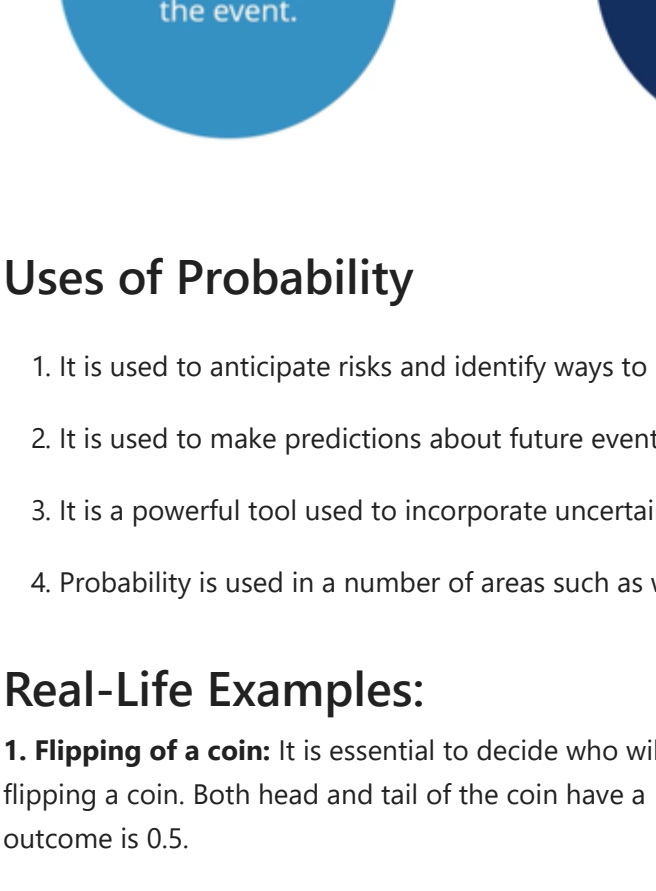 the event.
Uses of Probability
1. It is used to anticipate risks and identify ways to
2. It is used to make predictions about future event
3. It is a powerful tool used to incorporate uncertai
4. Probability is used in a number of areas such as
Real-Life Examples:
1. Flipping of a coin: It is essential to decide who wil
flipping a coin. Both head and tail of the coin have a
outcome is 0.5.